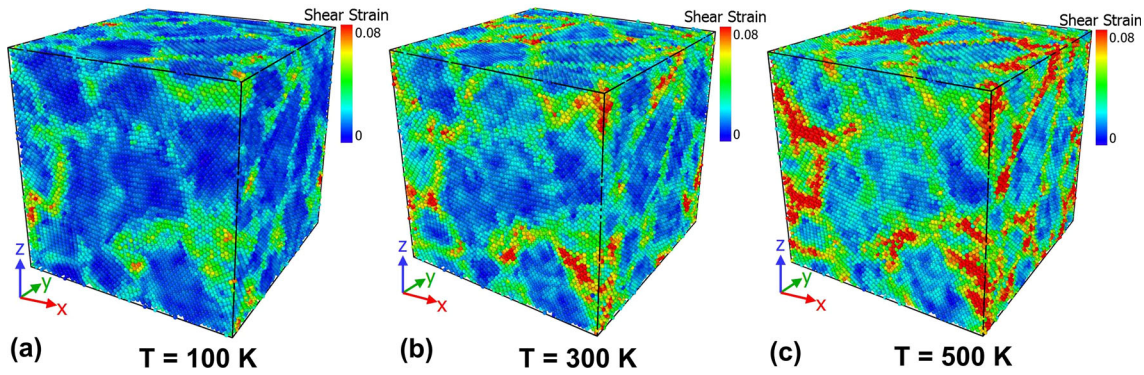 Shear Strain
0.08
0
z
y
x
(a)
T = 100 K
Shear Strain
0.08
0
z
y
x
(b)
T = 300 K
Shear Strain
0.08
0
z
y
x
(c)
T = 500 K